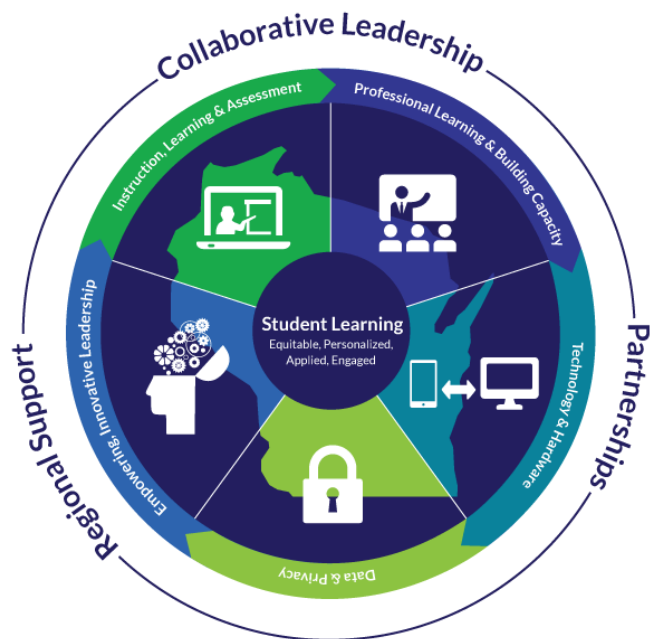 Collaborative Leadership
Instruction, Learning & Assessment
Professional Learning & Building Capacity
Student Learning
Equitable, Personalized,
Applied, Engaged
Empowering, Innovative Leadership
Technology & Hardware
Regional Support
Partnerships
Data & Privacy